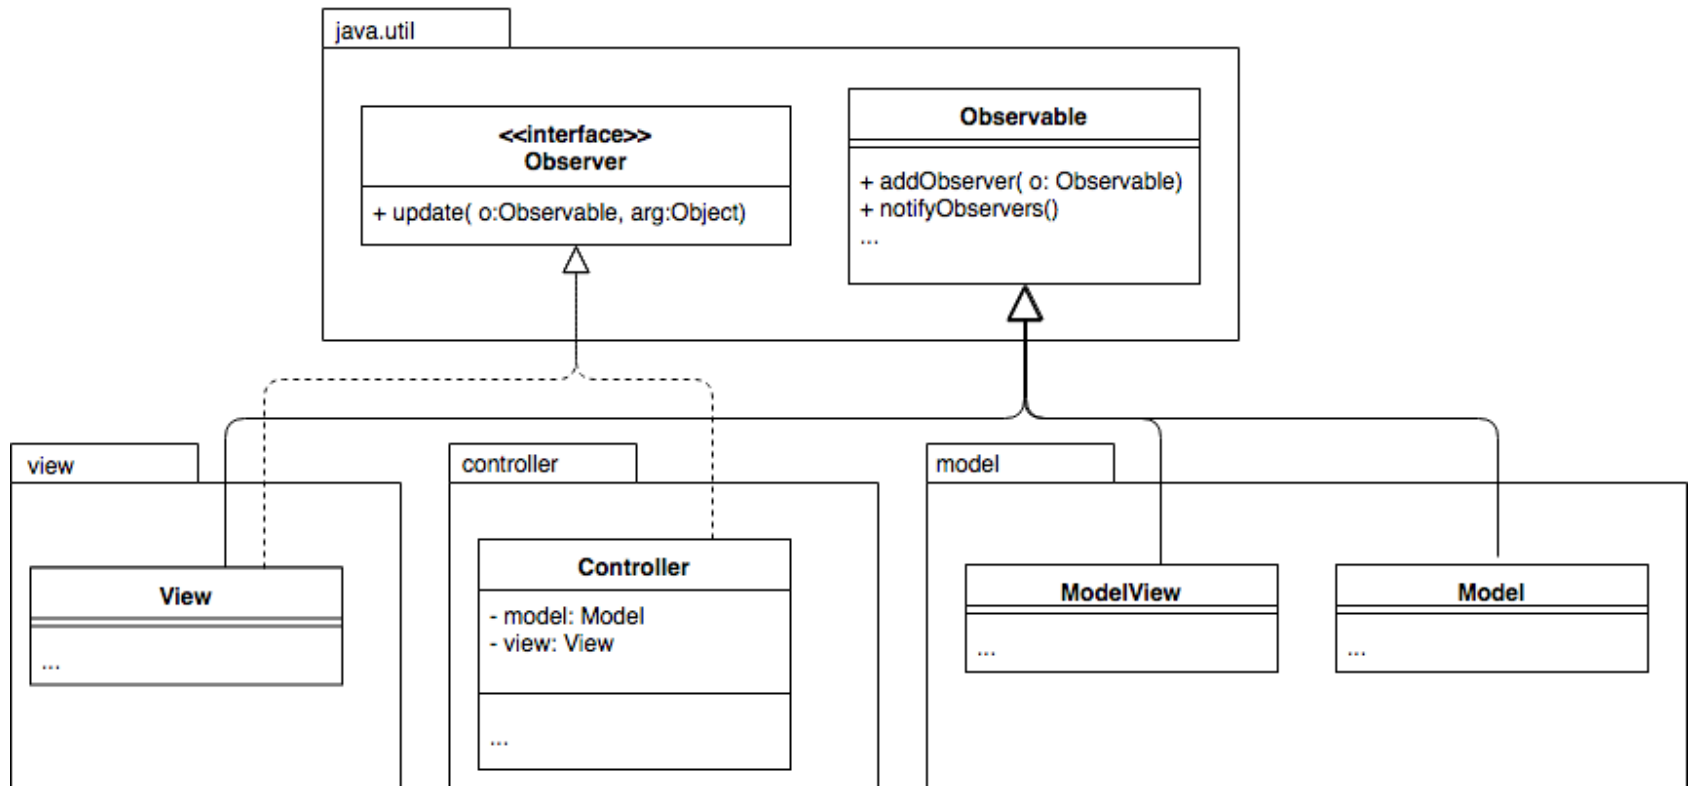 java.util
<<interface>>
Observer
+ update( o:Observable, arg:Object)
Observable
+ addObserver( o: Observable)
+ notifyObservers()
...
view
View
...
controller
Controller
- model: Model
- view: View
...
model
ModelView
...
Model
...